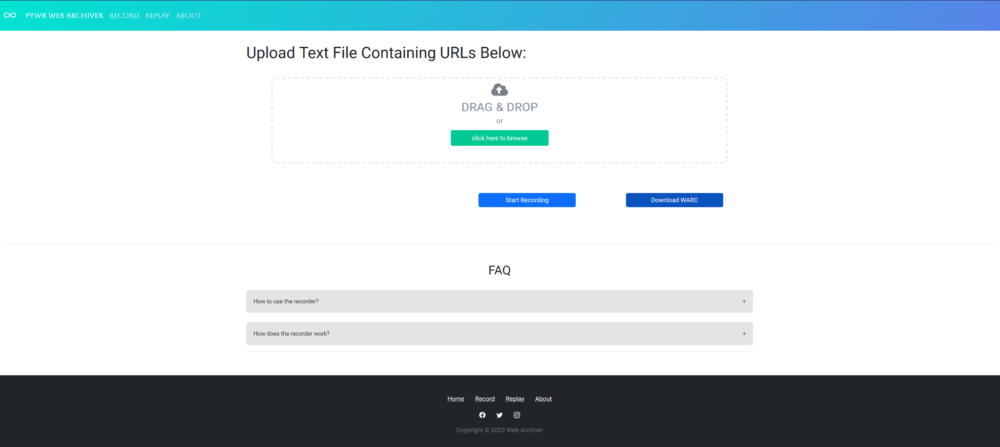 PYWB WEB ARCHIVER RECORD REPLAY ABOUT
Upload Text File Containing URLs Below:
DRAG & DROP
or
click here to browse
Start Recording Download WARC
FAQ
How to use the recorder? +
How does the recorder work? +
Home Record Replay About
Copyright © 2023 Web Archiver